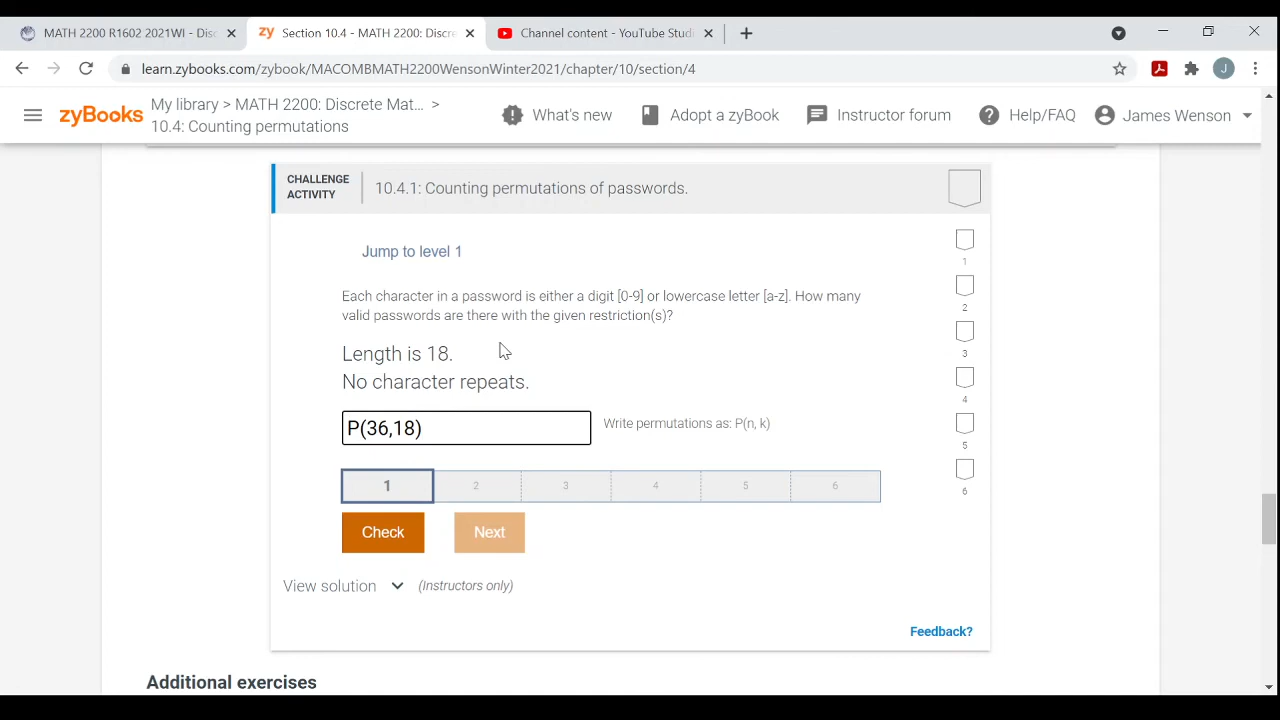 MATH 2200 R1602 2021WI - Disc
zy Section 10.4 - MATH 2200: Discre
Channel content - YouTube Studi
learn.zybooks.com/zybook/MACOMBMATH2200WensonWinter2021/chapter/10/section/4
J
zyBooks
My library > MATH 2200: Discrete Mat... >
10.4: Counting permutations
What's new
Adopt a zyBook
Instructor forum
Help/FAQ
James Wenson
CHALLENGE
ACTIVITY
10.4.1: Counting permutations of passwords.
Jump to level 1
Each character in a password is either a digit [0-9] or lowercase letter [a-z]. How many
valid passwords are there with the given restriction(s)?
Length is 18.
No character repeats.
P(36,18)
Write permutations as: P(n, k)
1 2 3 4 5 6
Check Next
View solution (Instructors only)
1
2
3
4
5
6
Feedback?
Additional exercises